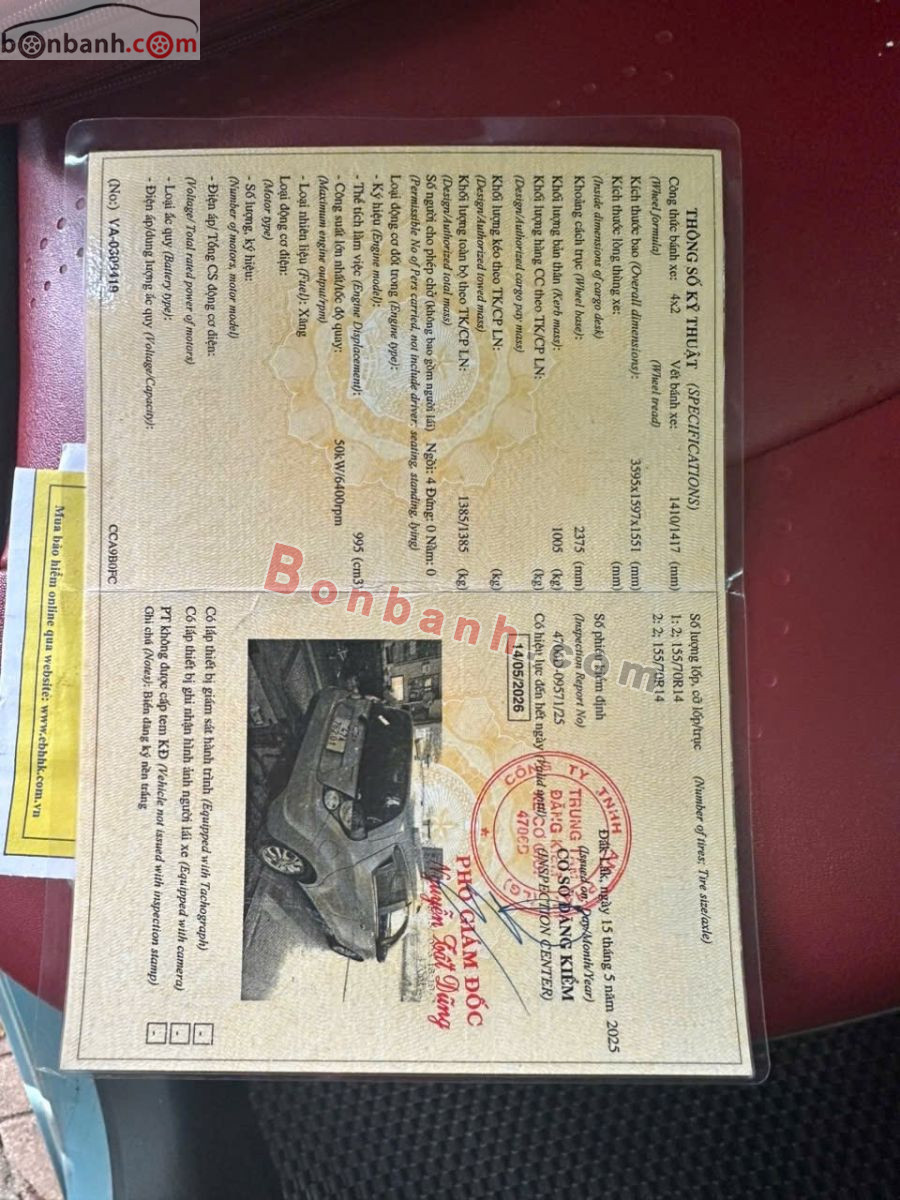 bonbanh.com
THÔNG SỐ KỸ THUẬT (SPECIFICATIONS)
Công thức bánh xe: 4x2 Vết bánh xe: 1410/1417 (mm)
(Wheel formula) (Wheel tread)
Kích thước bao (Overall dimensions): 3595x1597x1551 (mm)
Kích thước lòng thùng xe: (mm)
(Inside dimensions of cargo desk)
Khoảng cách trục (Wheel base): 2375 (mm)
Khối lượng bản thân (Kerb mass): 1005 (kg)
Khối lượng hàng CC theo TK/CP LN: (kg)
(Design/Authorized cargo pay mass)
Khối lượng kéo theo TK/CP LN: (kg)
(Design/Authorized towed mass)
Khối lượng toàn bộ theo TK/CP LN: 1385/1385 (kg)
(Design/Authorized total mass)
Số người cho phép chở (không bao gồm người lái) Ngồi: 4 Đứng: 0 Nằm: 0
(Permissible No of Pers carried, not include driver, seating, standing, lying)
Loại động cơ đốt trong (Engine type):
- Ký hiệu (Engine model):
- Thể tích làm việc (Engine Displacement): 995 (cm3)
- Công suất lớn nhất/tốc độ quay: 50kW/6400rpm
(Maximum engine output/rpm)
- Loại nhiên liệu (Fuel): Xăng
Loại động cơ điện:
(Motor type)
- Số lượng, ký hiệu:
(Number of motors, motor model)
- Điện áp/ Tổng CS động cơ điện:
(Voltage/ Total rated power of motors)
- Loại ắc quy (Battery type):
- Điện áp/dung lượng ắc quy (Voltage/Capacity):
(No:) VA-0309419 CCA9B0FC
Số lượng lốp, cỡ lốp/trục (Number of tires; Tire size/axle)
1: 2; 155/70R14
2: 2; 155/70R14
Đắk Lắk, ngày 15 tháng 5 năm 2025
Số phiếu kiểm định (Issued on: Day/Month/Year)
(Inspection Report No) CƠ SỞ ĐĂNG KIỂM
4706D-09571/25 (INSPECTION CENTER)
Có hiệu lực đến hết ngày (Valid until)
14/05/2026
CÔNG TY TNHH
TRUNG TÂM
ĐĂNG KIỂM
4706D
PHÓ GIÁM ĐỐC
Nguyễn Tất Dũng
Có lắp thiết bị giám sát hành trình (Equipped with Tachograph) -
Có lắp thiết bị ghi nhận hình ảnh người lái xe (Equipped with camera) -
PT không được cấp tem KĐ (Vehicle not issued with inspection stamp) -
Ghi chú (Notes): Biển đăng ký nền trắng
Bonbanh.com
Mua bảo hiểm online qua website: www.ebhhk.com.vn